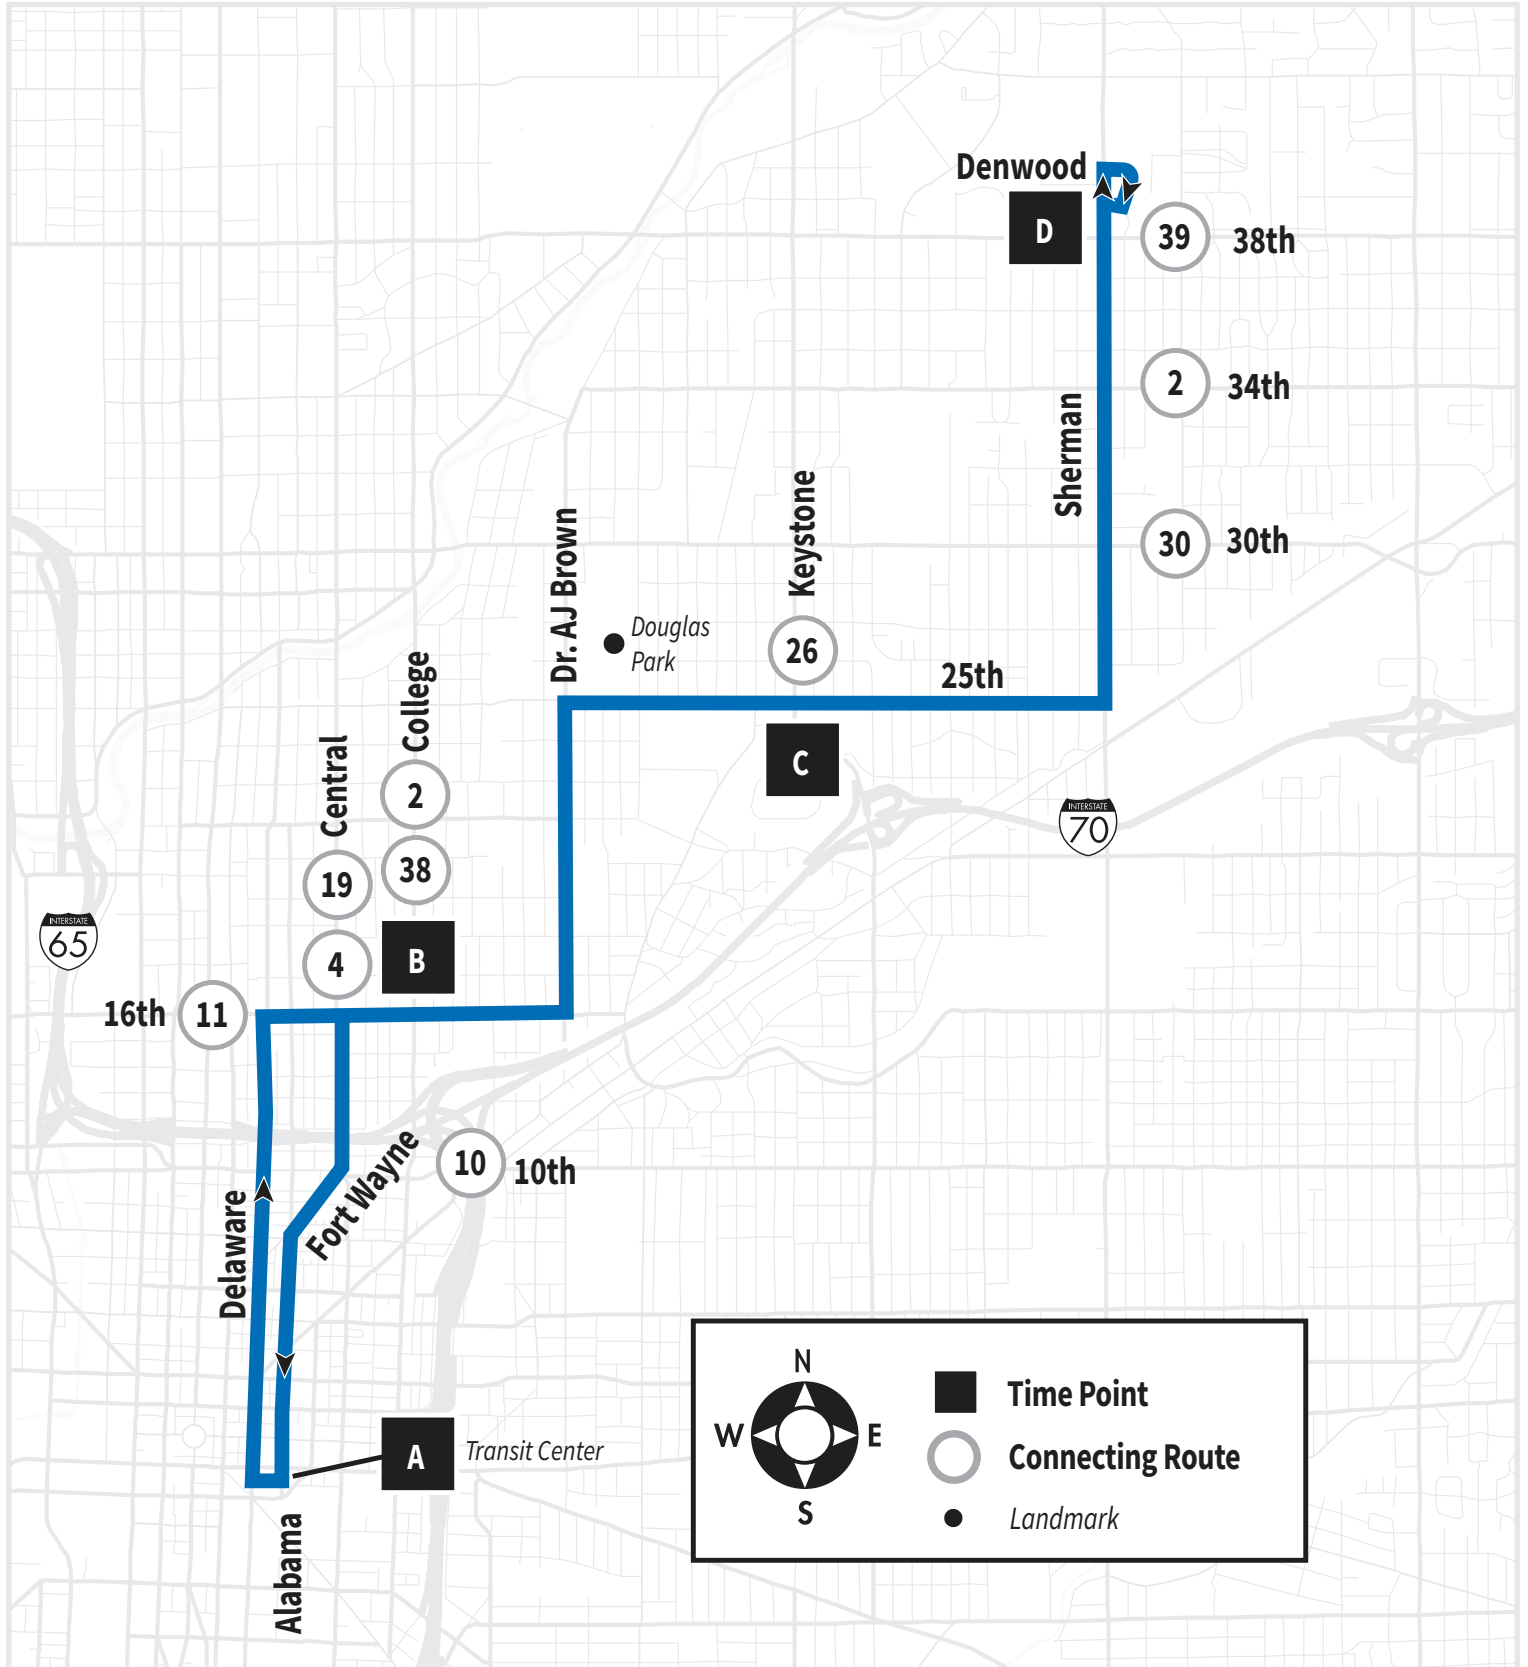 Denwood
D
39
38th
2
34th
Sherman
Keystone
Dr. AJ Brown
30
30th
Douglas
Park
26
25th
College
Central
2
C
INTERSTATE
70
38
19
INTERSTATE
65
B
4
16th
11
Fort Wayne
10
10th
Delaware
A
Transit Center
Alabama
N
W
E
S
Time Point
Connecting Route
Landmark